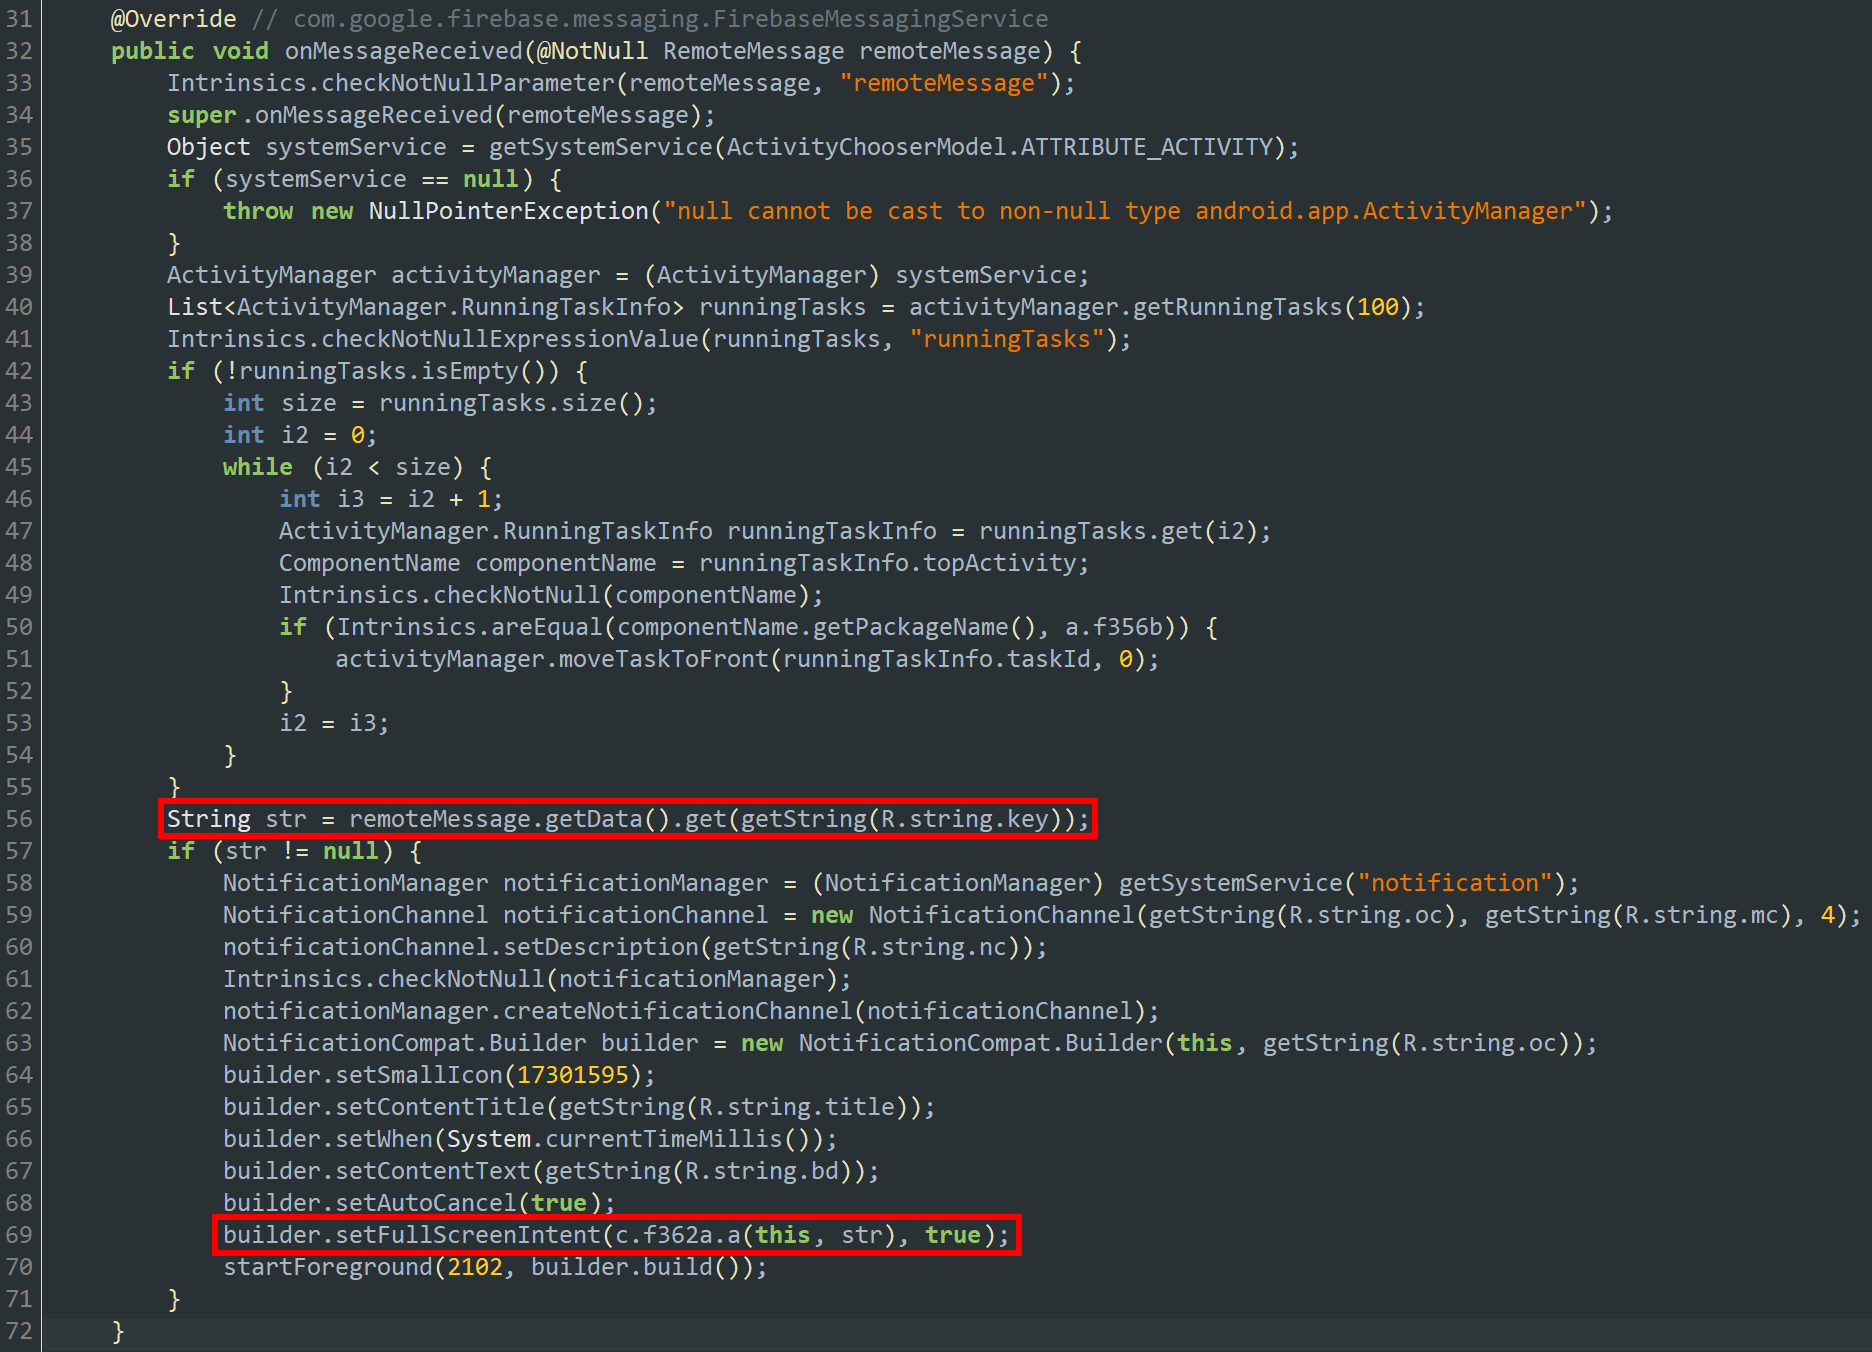 31 @Override // com.google.firebase.messaging.FirebaseMessagingService
32 public void onMessageReceived(@NotNull RemoteMessage remoteMessage) {
33 Intrinsics.checkNotNullParameter(remoteMessage, "remoteMessage");
34 super.onMessageReceived(remoteMessage);
35 Object systemService = getSystemService(ActivityChooserModel.ATTRIBUTE_ACTIVITY);
36 if (systemService == null) {
37 throw new NullPointerException("null cannot be cast to non-null type android.app.ActivityManager");
38 }
39 ActivityManager activityManager = (ActivityManager) systemService;
40 List<ActivityManager.RunningTaskInfo> runningTasks = activityManager.getRunningTasks(100);
41 Intrinsics.checkNotNullExpressionValue(runningTasks, "runningTasks");
42 if (!runningTasks.isEmpty()) {
43 int size = runningTasks.size();
44 int i2 = 0;
45 while (i2 < size) {
46 int i3 = i2 + 1;
47 ActivityManager.RunningTaskInfo runningTaskInfo = runningTasks.get(i2);
48 ComponentName componentName = runningTaskInfo.topActivity;
49 Intrinsics.checkNotNull(componentName);
50 if (Intrinsics.areEqual(componentName.getPackageName(), a.f356b)) {
51 activityManager.moveTaskToFront(runningTaskInfo.taskId, 0);
52 }
53 i2 = i3;
54 }
55 }
56 String str = remoteMessage.getData().get(getString(R.string.key));
57 if (str != null) {
58 NotificationManager notificationManager = (NotificationManager) getSystemService("notification");
59 NotificationChannel notificationChannel = new NotificationChannel(getString(R.string.oc), getString(R.string.mc), 4);
60 notificationChannel.setDescription(getString(R.string.nc));
61 Intrinsics.checkNotNull(notificationManager);
62 notificationManager.createNotificationChannel(notificationChannel);
63 NotificationCompat.Builder builder = new NotificationCompat.Builder(this, getString(R.string.oc));
64 builder.setSmallIcon(17301595);
65 builder.setContentTitle(getString(R.string.title));
66 builder.setWhen(System.currentTimeMillis());
67 builder.setContentText(getString(R.string.bd));
68 builder.setAutoCancel(true);
69 builder.setFullScreenIntent(c.f362a.a(this, str), true);
70 startForeground(2102, builder.build());
71 }
72 }